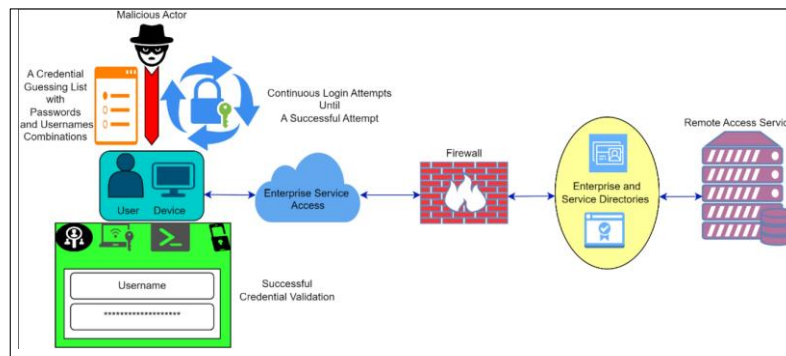 Malicious Actor
A Credential
Guessing List
with
Passwords
and Usernames
Combinations
Continuous Login Attempts
Until
A Successful Attempt
User Device
Enterprise Service
Access
Firewall
Enterprise and
Service Directories
Remote Access Service
Username
*******************
Successful
Credential Validation